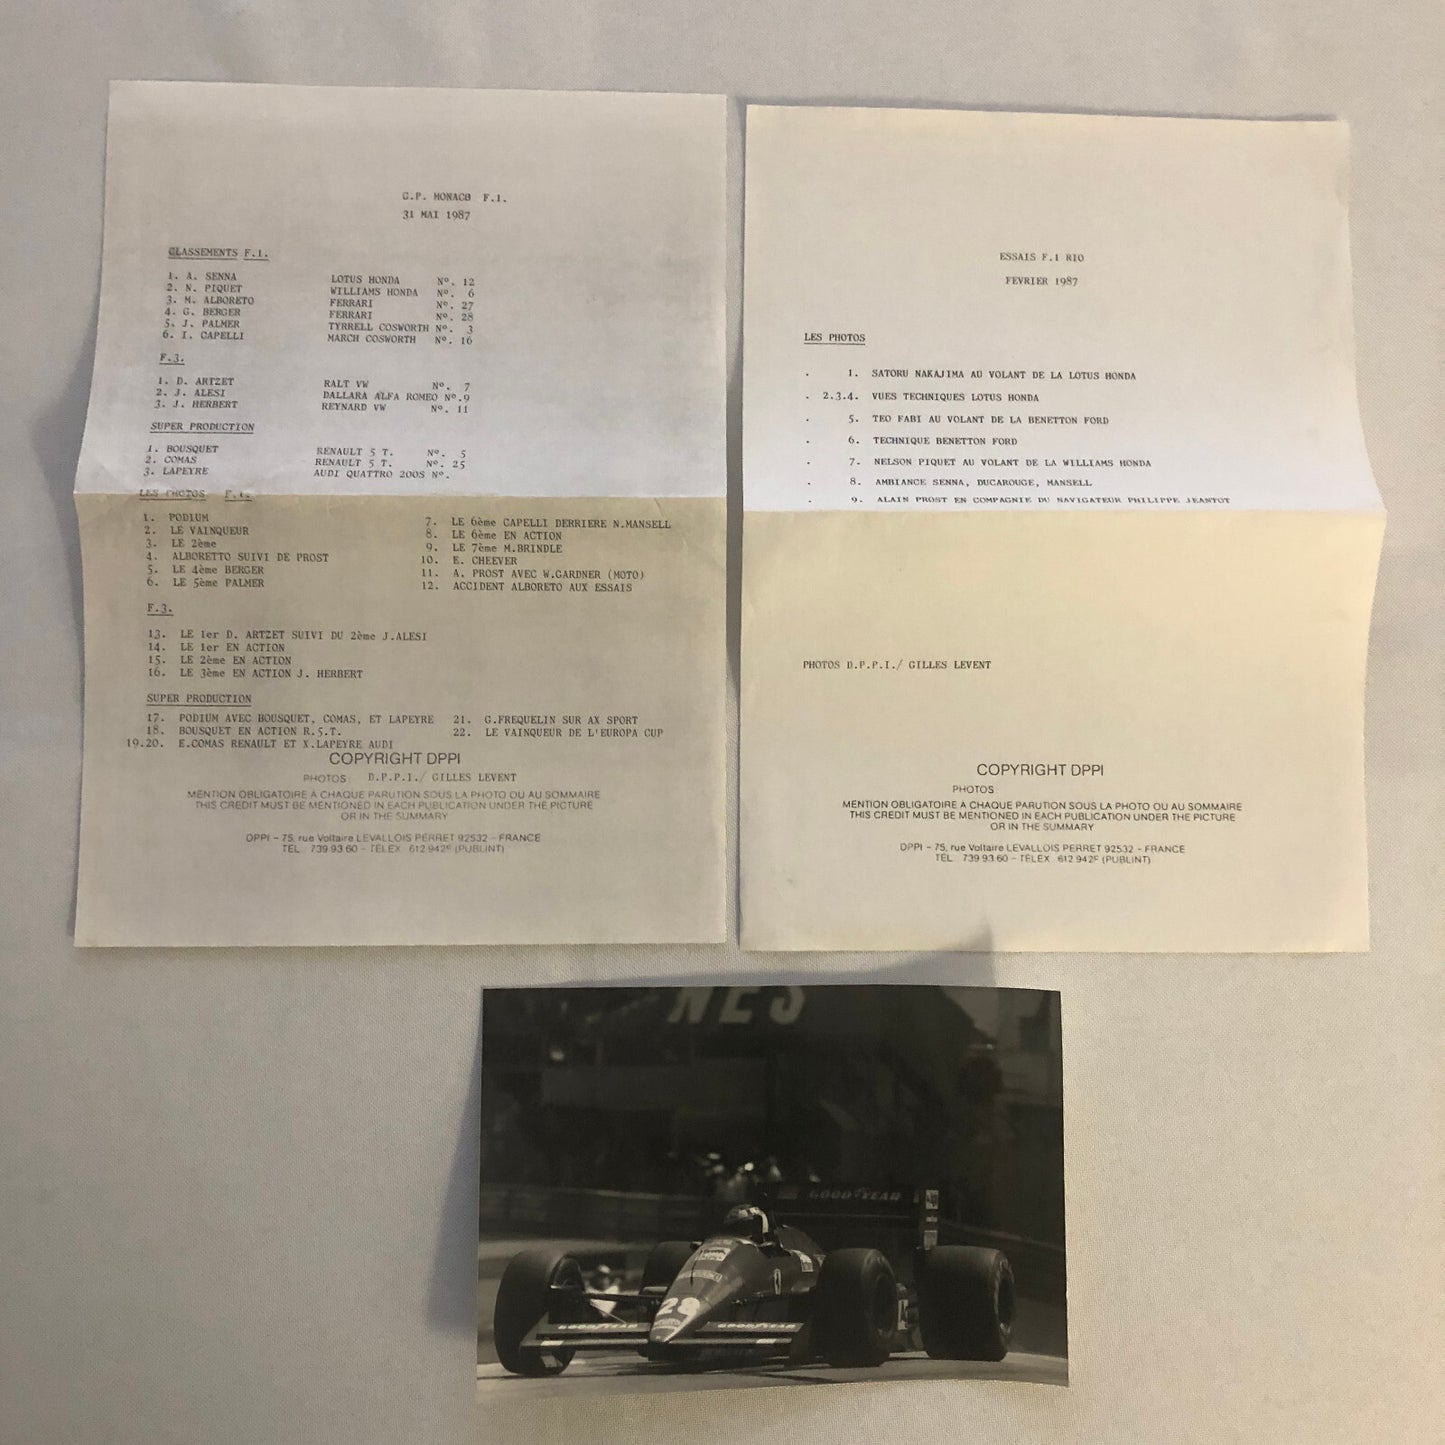 G.P. MONACO F.1.
31 MAI 1987
CLASSEMENTS F.1.
1. A. SENNA LOTUS HONDA Nº. 12
2. N. PIQUET WILLIAMS HONDA Nº. 6
3. M. ALBORETO FERRARI Nº. 27
4. G. BERGER FERRARI Nº. 28
5. J. PALMER TYRRELL COSWORTH Nº. 3
6. I. CAPELLI MARCH COSWORTH Nº. 16
F.3.
1. D. ARTZET RALT VW Nº. 7
2. J. ALESI DALLARA ALFA ROMEO Nº.9
3. J. HERBERT REYNARD VW Nº. 11
SUPER PRODUCTION
1. BOUSQUET RENAULT 5 T. Nº. 5
2. COMAS RENAULT 5 T. Nº. 25
3. LAPEYRE AUDI QUATTRO 200S Nº.
LES PHOTOS F.1.
1. PODIUM
2. LE VAINQUEUR
3. LE 2ème
4. ALBORETTO SUIVI DE PROST
5. LE 4ème BERGER
6. LE 5ème PALMER
7. LE 6ème CAPELLI DERRIERE N.MANSELL
8. LE 6ème EN ACTION
9. LE 7ème M.BRINDLE
10. E. CHEEVER
11. A. PROST AVEC W.GARDNER (MOTO)
12. ACCIDENT ALBORETO AUX ESSAIS
F.3.
13. LE 1er D. ARTZET SUIVI DU 2ème J.ALESI
14. LE 1er EN ACTION
15. LE 2ème EN ACTION
16. LE 3ème EN ACTION J. HERBERT
SUPER PRODUCTION
17. PODIUM AVEC BOUSQUET, COMAS, ET LAPEYRE
18. BOUSQUET EN ACTION R.5.T.
19.20. E.COMAS RENAULT ET X.LAPEYRE AUDI
21. G.FREQUELIN SUR AX SPORT
22. LE VAINQUEUR DE L'EUROPA CUP
COPYRIGHT DPPI
PHOTOS D.P.P.I./ GILLES LEVENT
MENTION OBLIGATOIRE A CHAQUE PARUTION SOUS LA PHOTO OU AU SOMMAIRE
THIS CREDIT MUST BE MENTIONED IN EACH PUBLICATION UNDER THE PICTURE
OR IN THE SUMMARY
DPPI - 75, rue Voltaire LEVALLOIS PERRET 92532 - FRANCE
TEL 739 93 60 - TELEX 612 942F (PUBLINT)
ESSAIS F.1 RIO
FEVRIER 1987
LES PHOTOS
. 1. SATORU NAKAJIMA AU VOLANT DE LA LOTUS HONDA
. 2.3.4. VUES TECHNIQUES LOTUS HONDA
. 5. TEO FABI AU VOLANT DE LA BENETTON FORD
. 6. TECHNIQUE BENETTON FORD
. 7. NELSON PIQUET AU VOLANT DE LA WILLIAMS HONDA
. 8. AMBIANCE SENNA, DUCAROUGE, MANSELL
. 9. ALAIN PROST EN COMPAGNIE DU NAVIGATEUR PHILIPPE JEANTOT
PHOTOS D.P.P.I./ GILLES LEVENT
COPYRIGHT DPPI
PHOTOS
MENTION OBLIGATOIRE A CHAQUE PARUTION SOUS LA PHOTO OU AU SOMMAIRE
THIS CREDIT MUST BE MENTIONED IN EACH PUBLICATION UNDER THE PICTURE
OR IN THE SUMMARY
DPPI - 75, rue Voltaire LEVALLOIS PERRET 92532 - FRANCE
TEL 739 93 60 - TELEX 612 942F (PUBLINT)
NES
GOODYEAR
28
GOODYEAR
GOODYEAR